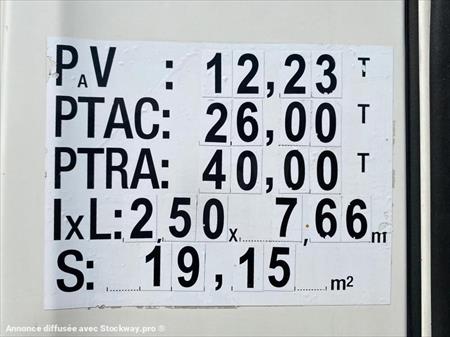 PAV : 12,23 T
PTAC: 26,00 T
PTRA: 40,00 T
lxL: 2,50 x 7,66 m
S: 19,15 m²
Annonce diffusée avec Stockway.pro ®